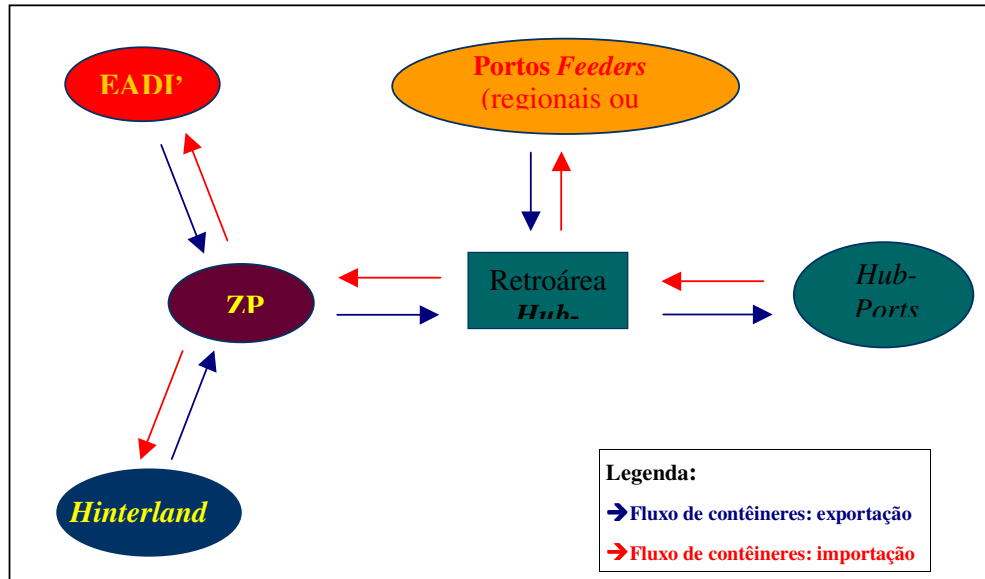 EADI’
Portos Feeders
(regionais ou
ZP
Retroárea
Hub-
Hub-
Ports
Hinterland
Legenda:
➔Fluxo de contêineres: exportação
➔Fluxo de contêineres: importação